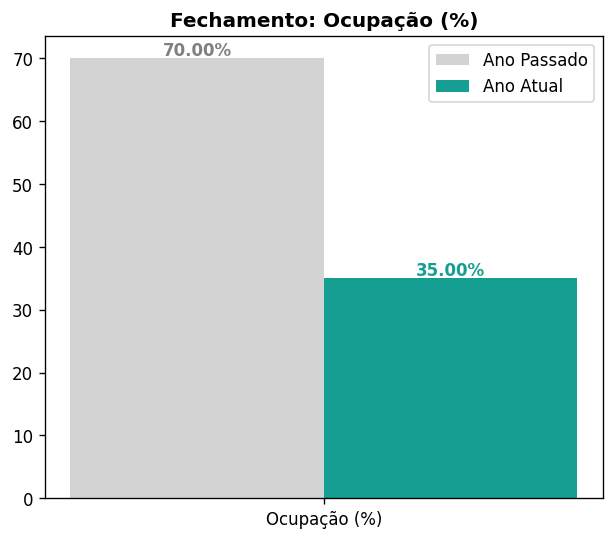 Fechamento: Ocupação (%)
70.00%
Ano Passado
Ano Atual
35.00%
70
60
50
40
30
20
10
0
Ocupação (%)